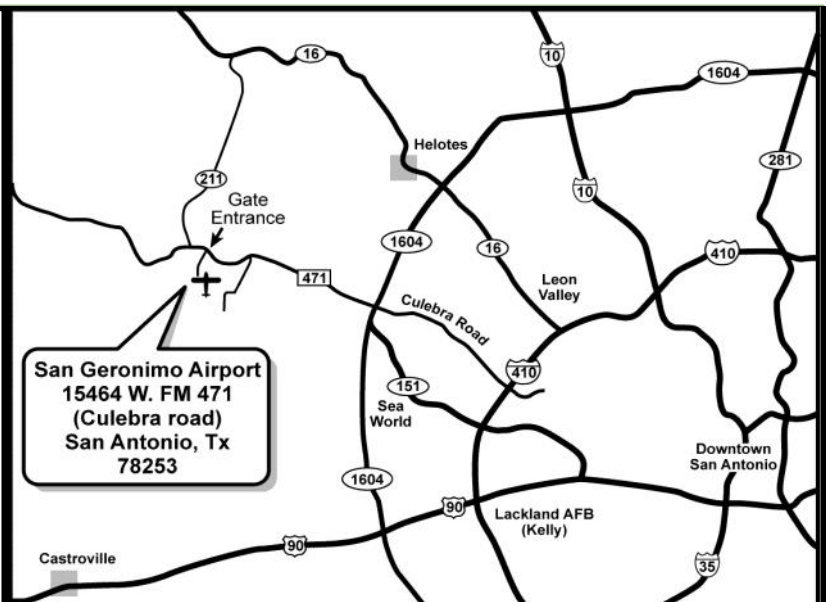 16
10
1604
Helotes
281
211
10
Gate
Entrance
1604
16
410
471
Leon
Valley
Culebra Road
San Geronimo Airport
15464 W. FM 471
(Culebra road)
San Antonio, Tx
78253
410
151
Sea
World
Downtown
San Antonio
1604
90
Lackland AFB
(Kelly)
90
Castroville
35